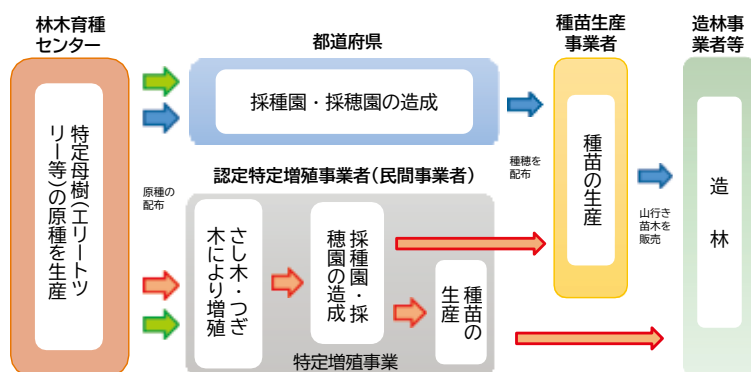 林木育種
センター
特定母樹(エリートツ
リー等)の原種を生産
原種の
配布
都道府県
採種園・採穂園の造成
認定特定増殖事業者(民間事業者)
さし木・つぎ
木により増殖
採種園・採
穂園の造成
種苗の
生産
特定増殖事業
種穂を
配布
種苗生産
事業者
種苗の生産
山行き
苗木を
販売
造林事
業者等
造林